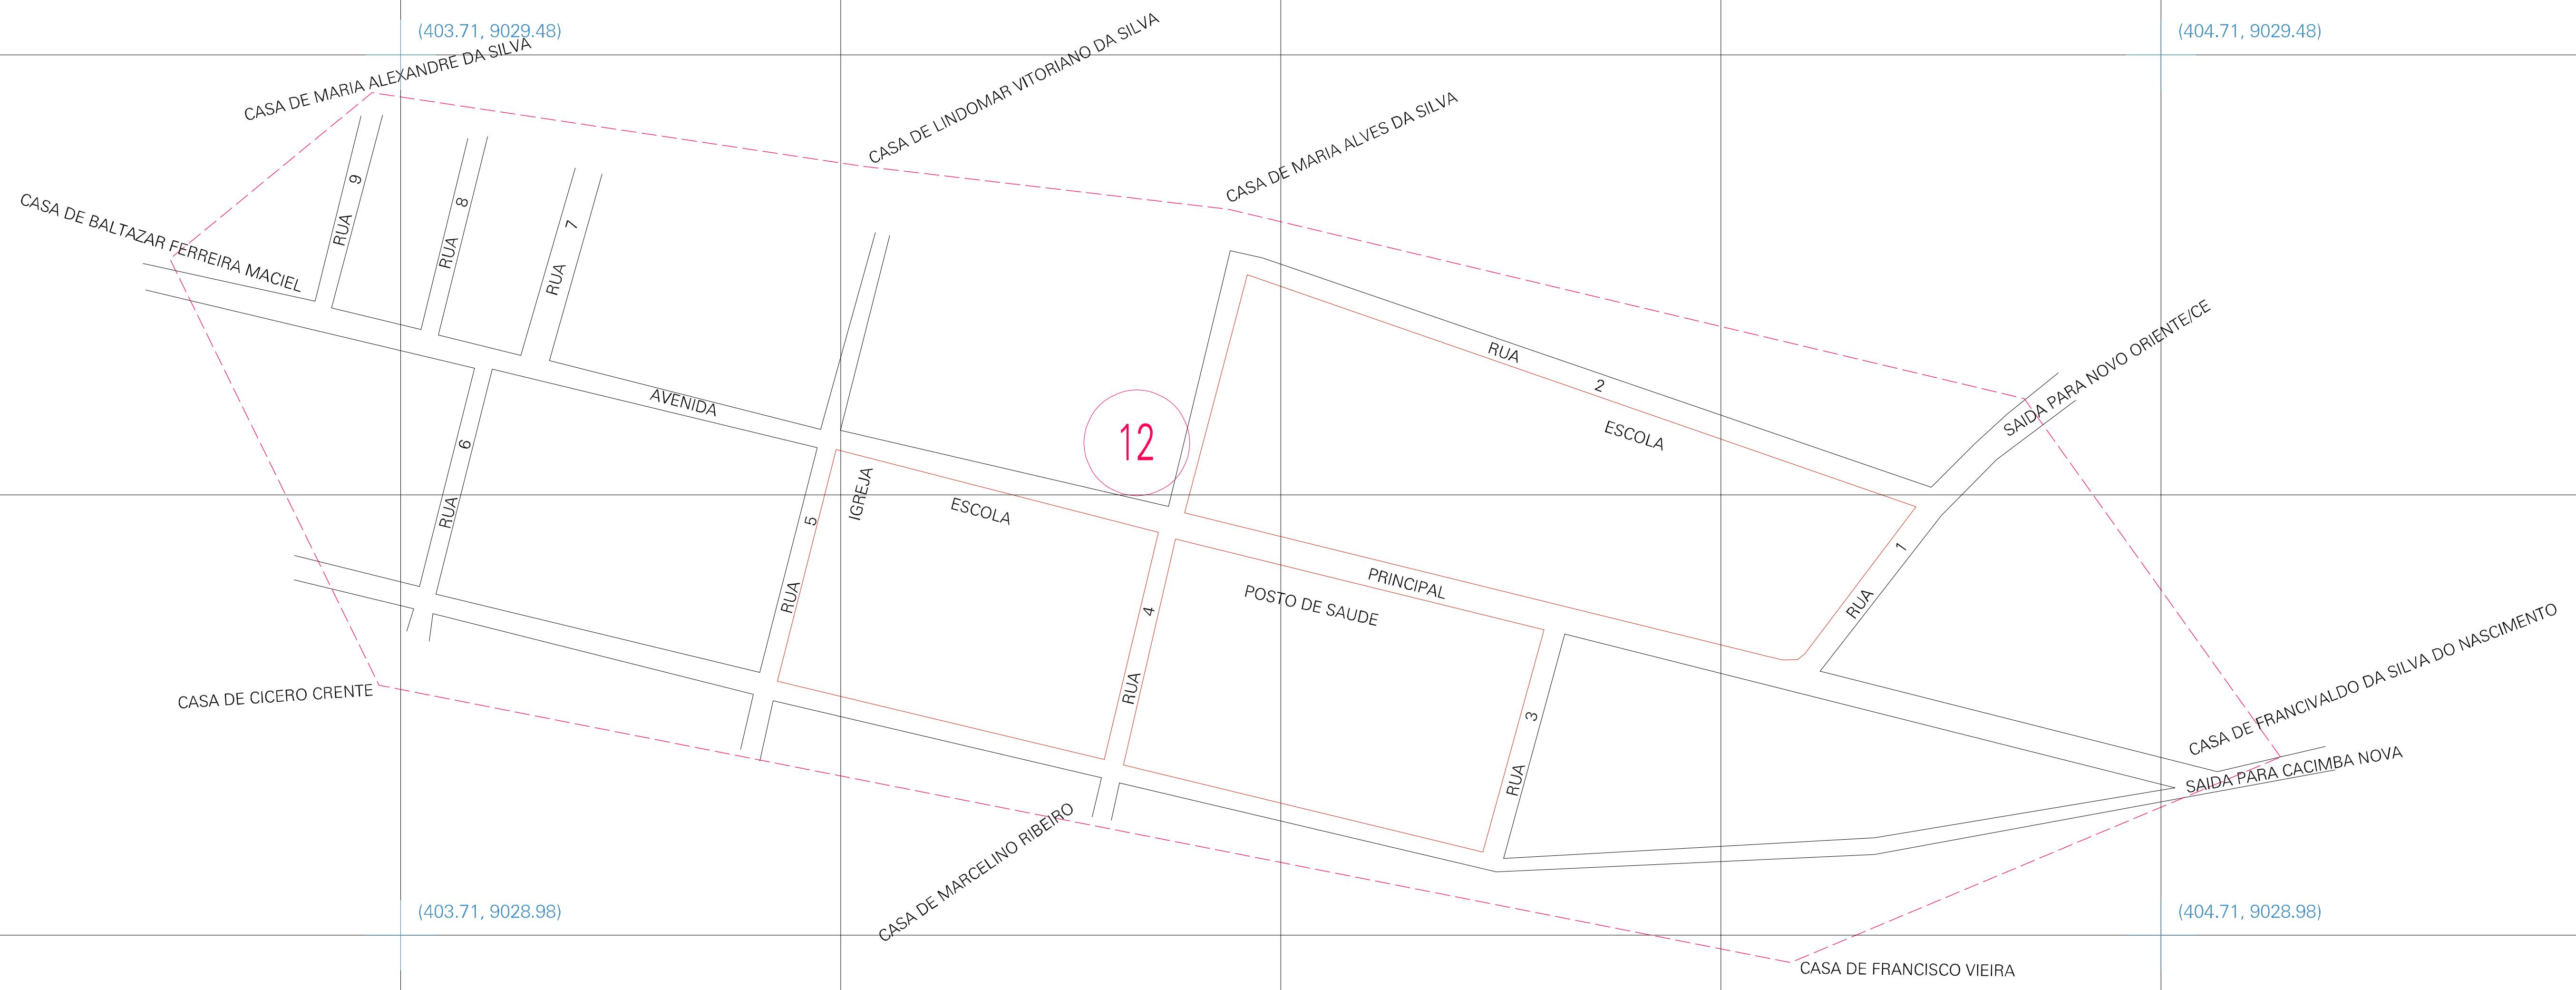 (403.71, 9029.48)
(404.71, 9029.48)
CASA DE MARIA ALEXANDRE DA SILVA
CASA DE LINDOMAR VITORIANO DA SILVA
CASA DE MARIA ALVES DA SILVA
CASA DE BALTAZAR FERREIRA MACIEL
RUA 9
RUA 8
RUA 7
SAIDA PARA NOVO ORIENTE/CE
RUA 2
AVENIDA PRINCIPAL
12
ESCOLA
RUA 6
RUA 5
IGREJA
ESCOLA
RUA 4
POSTO DE SAUDE
RUA 1
RUA 3
CASA DE CICERO CRENTE
CASA DE FRANCIVALDO DA SILVA DO NASCIMENTO
SAIDA PARA CACIMBA NOVA
CASA DE MARCELINO RIBEIRO
(403.71, 9028.98)
(404.71, 9028.98)
CASA DE FRANCISCO VIEIRA